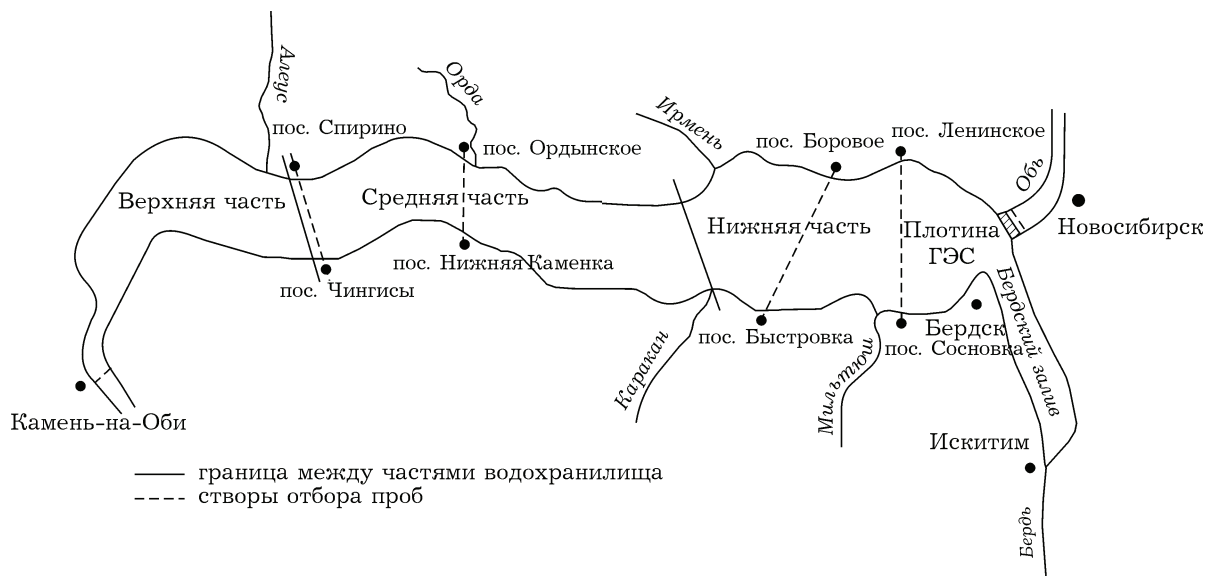 Алеус
Орда
пос. Спирино
пос. Ордынское
Ирмень
пос. Боровое
пос. Ленинское
Обь
Верхняя часть
Средняя часть
Нижняя часть
Плотина
ГЭС
Новосибирск
пос. Нижняя Каменка
пос. Чингисы
Бердский залив
Бердск
пос. Быстровка
пос. Сосновка
Каракан
Мильтюш
Камень-на-Оби
Искитим
граница между частями водохранилища
створы отбора проб
Бердь